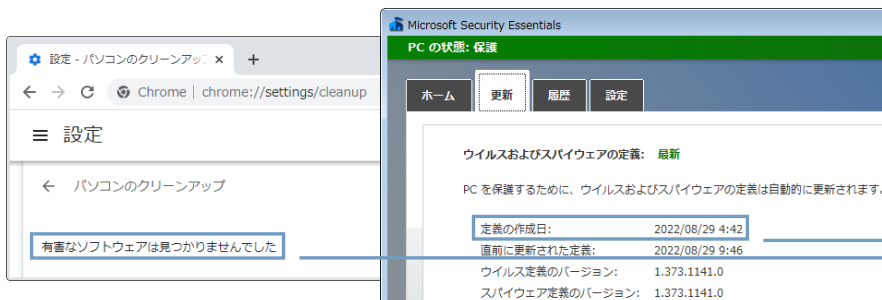 設定 - パソコンのクリーンアップ
Chrome | chrome://settings/cleanup
設定
パソコンのクリーンアップ
有害なソフトウェアは見つかりませんでした
Microsoft Security Essentials
PC の状態: 保護
ホーム 更新 履歴 設定
ウイルスおよびスパイウェアの定義: 最新
PC を保護するために、ウイルスおよびスパイウェアの定義は自動的に更新されます。
定義の作成日: 2022/08/29 4:42
直前に更新された定義: 2022/08/29 9:46
ウイルス定義のバージョン: 1.373.1141.0
スパイウェア定義のバージョン: 1.373.1141.0